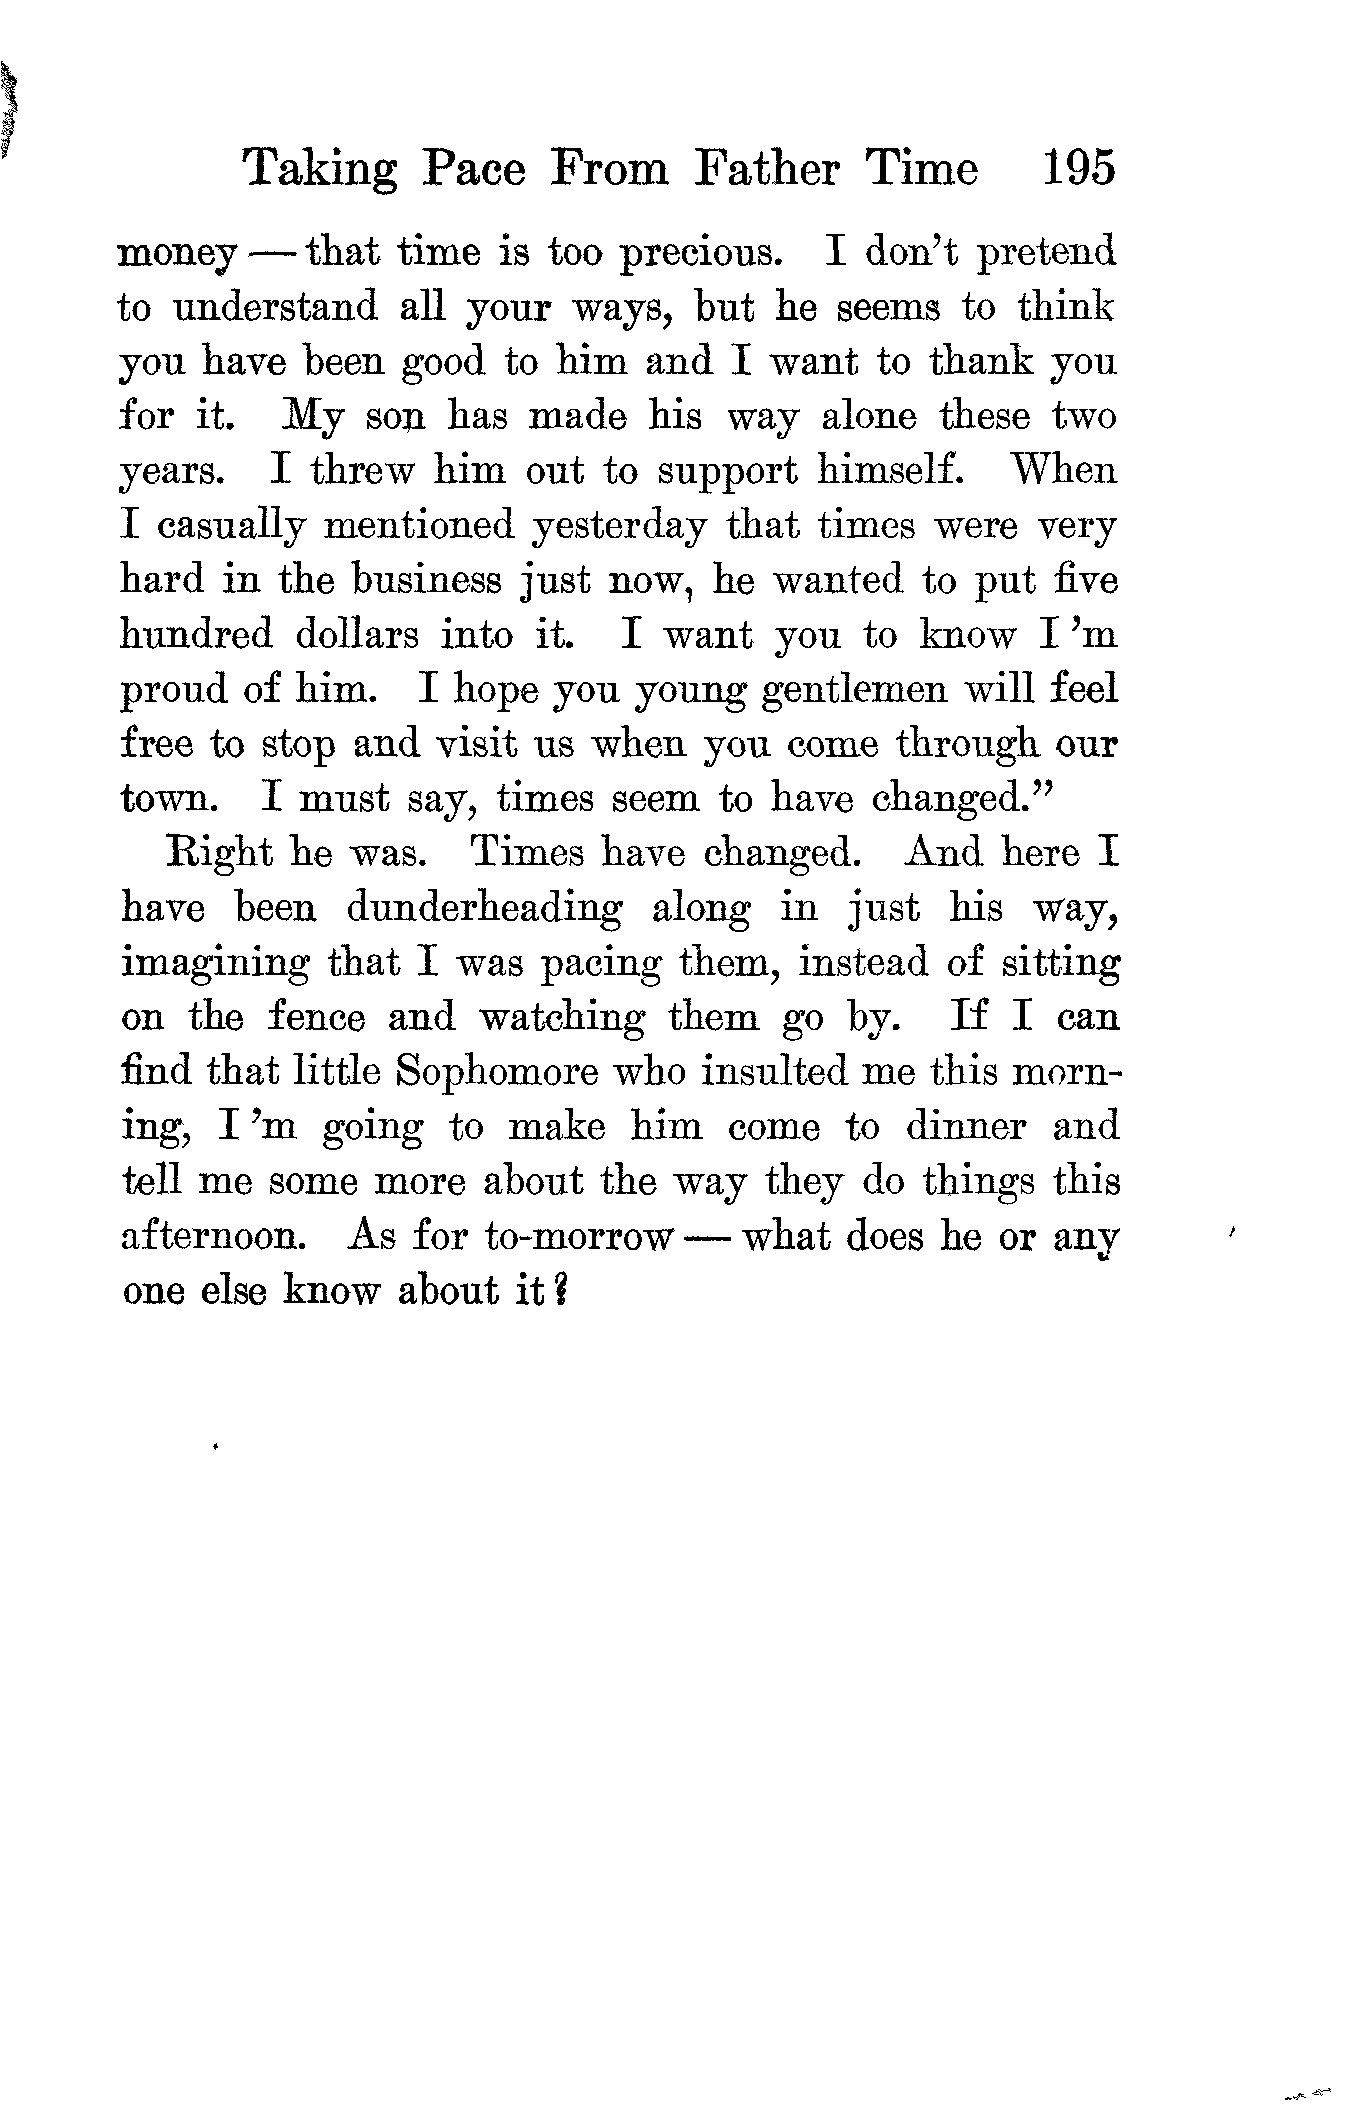 Taking Pace From Father Time 195
money — that time is too precious. I don't pretend
to understand all your ways, but he seems to think
you have been good to him and I want to thank you
for it. My son has made his way alone these two
years. I threw him out to support himself. When
I casually mentioned yesterday that times were very
hard in the business just now, he wanted to put five
hundred dollars into it. I want you to know I 'm
proud of him. I hope you young gentlemen will feel
free to stop and visit us when you come through our
town. I must say, times seem to have changed."
Right he was. Times have changed. And here I
have been dunderheading along in just his way,
imagining that I was pacing them, instead of sitting
on the fence and watching them go by. If I can
find that little Sophomore who insulted me this morn-
ing, I 'm going to make him come to dinner and
tell me some more about the way they do things this
afternoon. As for to-morrow — what does he or any
one else know about it?